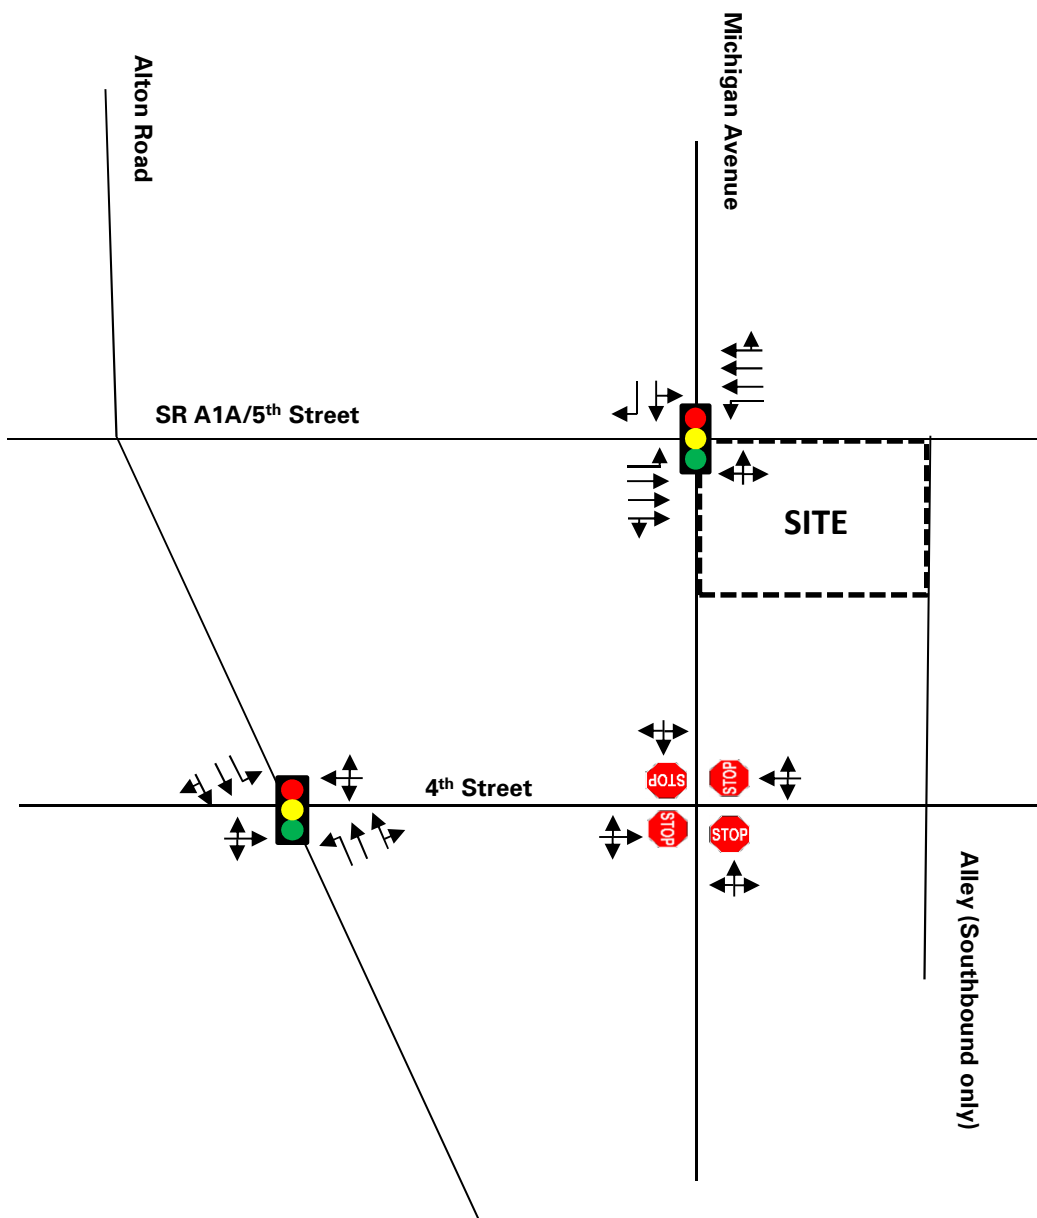 Alton Road
Michigan Avenue
SR A1A/5th Street
SITE
4th Street
STOP
STOP
STOP
STOP
Alley (Southbound only)